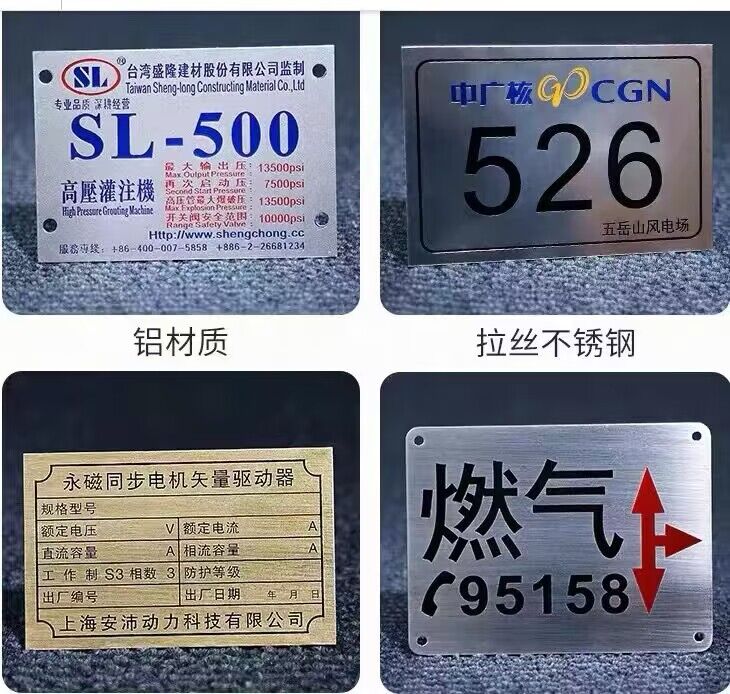 SL®
台湾盛隆建材股份有限公司监制
Taiwan Sheng-long Constructing Material Co.,Ltd
专业品质 深耕经营
SL-500
高壓灌注機
High Pressure Grouting Machine
最大输出压:
Max.Output Pressure: 13500psi
再次启动压:
Second Start Pressure: 7500psi
高压管最大爆破压:
Max.Explosion Pressure: 13500psi
开关阀安全范围:
Range Safety Valve: 10000psi
Http://www.shengchong.cc
服務專线: +86-400-007-5858 +886-2-26681234
铝材质
中广核 CGN
526
五岳山风电场
拉丝不锈钢
永磁同步电机矢量驱动器
规格型号
额定电压 V 额定电流 A
直流容量 A 相流容量 A
工作制 S3 相数 3 防护等级
出厂编号 出厂日期 年 月 日
上海安沛动力科技有限公司
燃气
95158